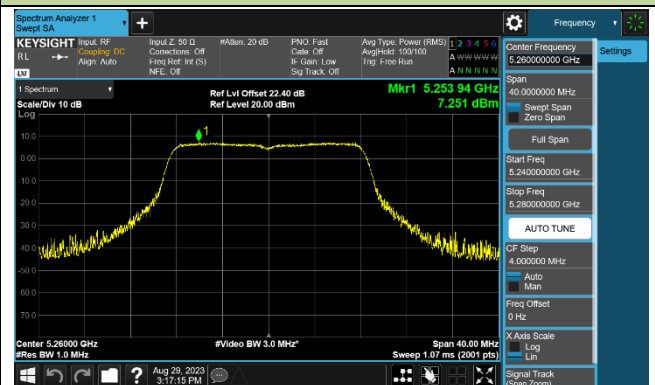 Spectrum Analyzer 1
Swept SA
Frequency
KEYSIGHT
RL
LXI
Input: RF
Coupling: DC
Align: Auto
Input Z: 50 Ω
Corrections: Off
Freq Ref: Int (S)
NFE: Off
#Atten: 20 dB
PNO: Fast
Gate: Off
IF Gain: Low
Sig Track: Off
Avg Type: Power (RMS)
Avg|Hold: 100/100
Trig: Free Run
1 2 3 4 5 6
A W W W W W
A N N N N N
1 Spectrum
Scale/Div 10 dB
Log
Ref Lvl Offset 22.40 dB
Ref Level 20.00 dBm
Mkr1 5.253 94 GHz
7.251 dBm
1
10.0
0.00
-10.0
-20.0
-30.0
-40.0
-50.0
-60.0
-70.0
Center 5.26000 GHz
#Res BW 1.0 MHz
#Video BW 3.0 MHz*
Span 40.00 MHz
Sweep 1.07 ms (2001 pts)
Aug 29, 2023
3:17:15 PM
Center Frequency
5.260000000 GHz
Settings
Span
40.0000000 MHz
Swept Span
Zero Span
Full Span
Start Freq
5.240000000 GHz
Stop Freq
5.280000000 GHz
AUTO TUNE
CF Step
4.000000 MHz
Auto
Man
Freq Offset
0 Hz
X Axis Scale
Log
Lin
Signal Track
(Span Zoom)